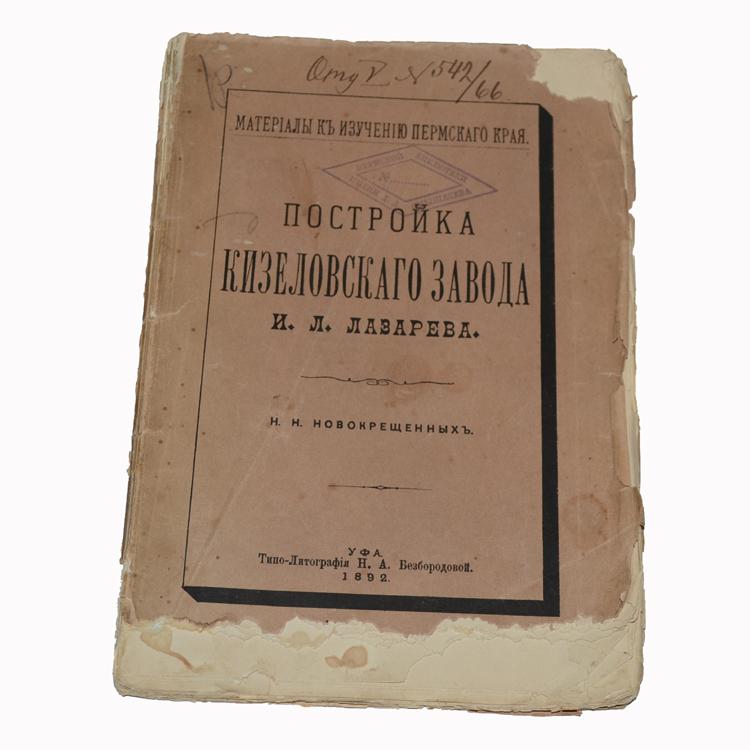 Отд V N 542/66
МАТЕРІАЛЫ КЪ ИЗУЧЕНІЮ ПЕРМСКАГО КРАЯ.
№
ПОСТРОЙКА
КИЗЕЛОВСКАГО ЗАВОДА
И. Л. ЛАЗАРЕВА.
Н. Н. НОВОКРЕЩЕННЫХЪ.
УФА.
Типо-Литографія Н. А. Безбородовой.
1892.